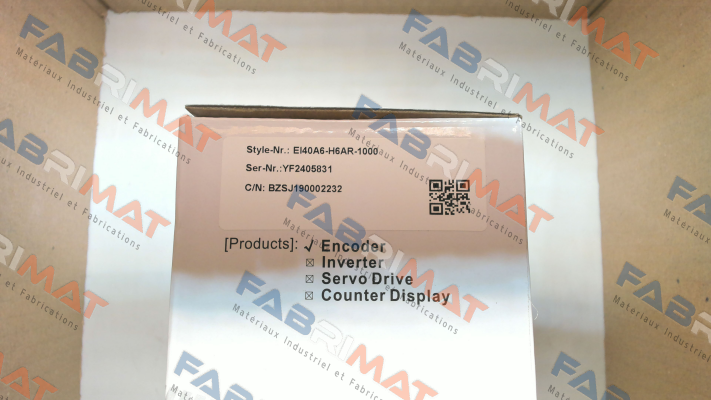 Style-Nr.: EI40A6-H6AR-1000
Ser-Nr.:YF2405831
C/N: BZSJ190002232
[Products]: √ Encoder
☒ Inverter
☒ Servo Drive
☒ Counter Display
FABRIMAT
Matériaux Industriel et Fabrications